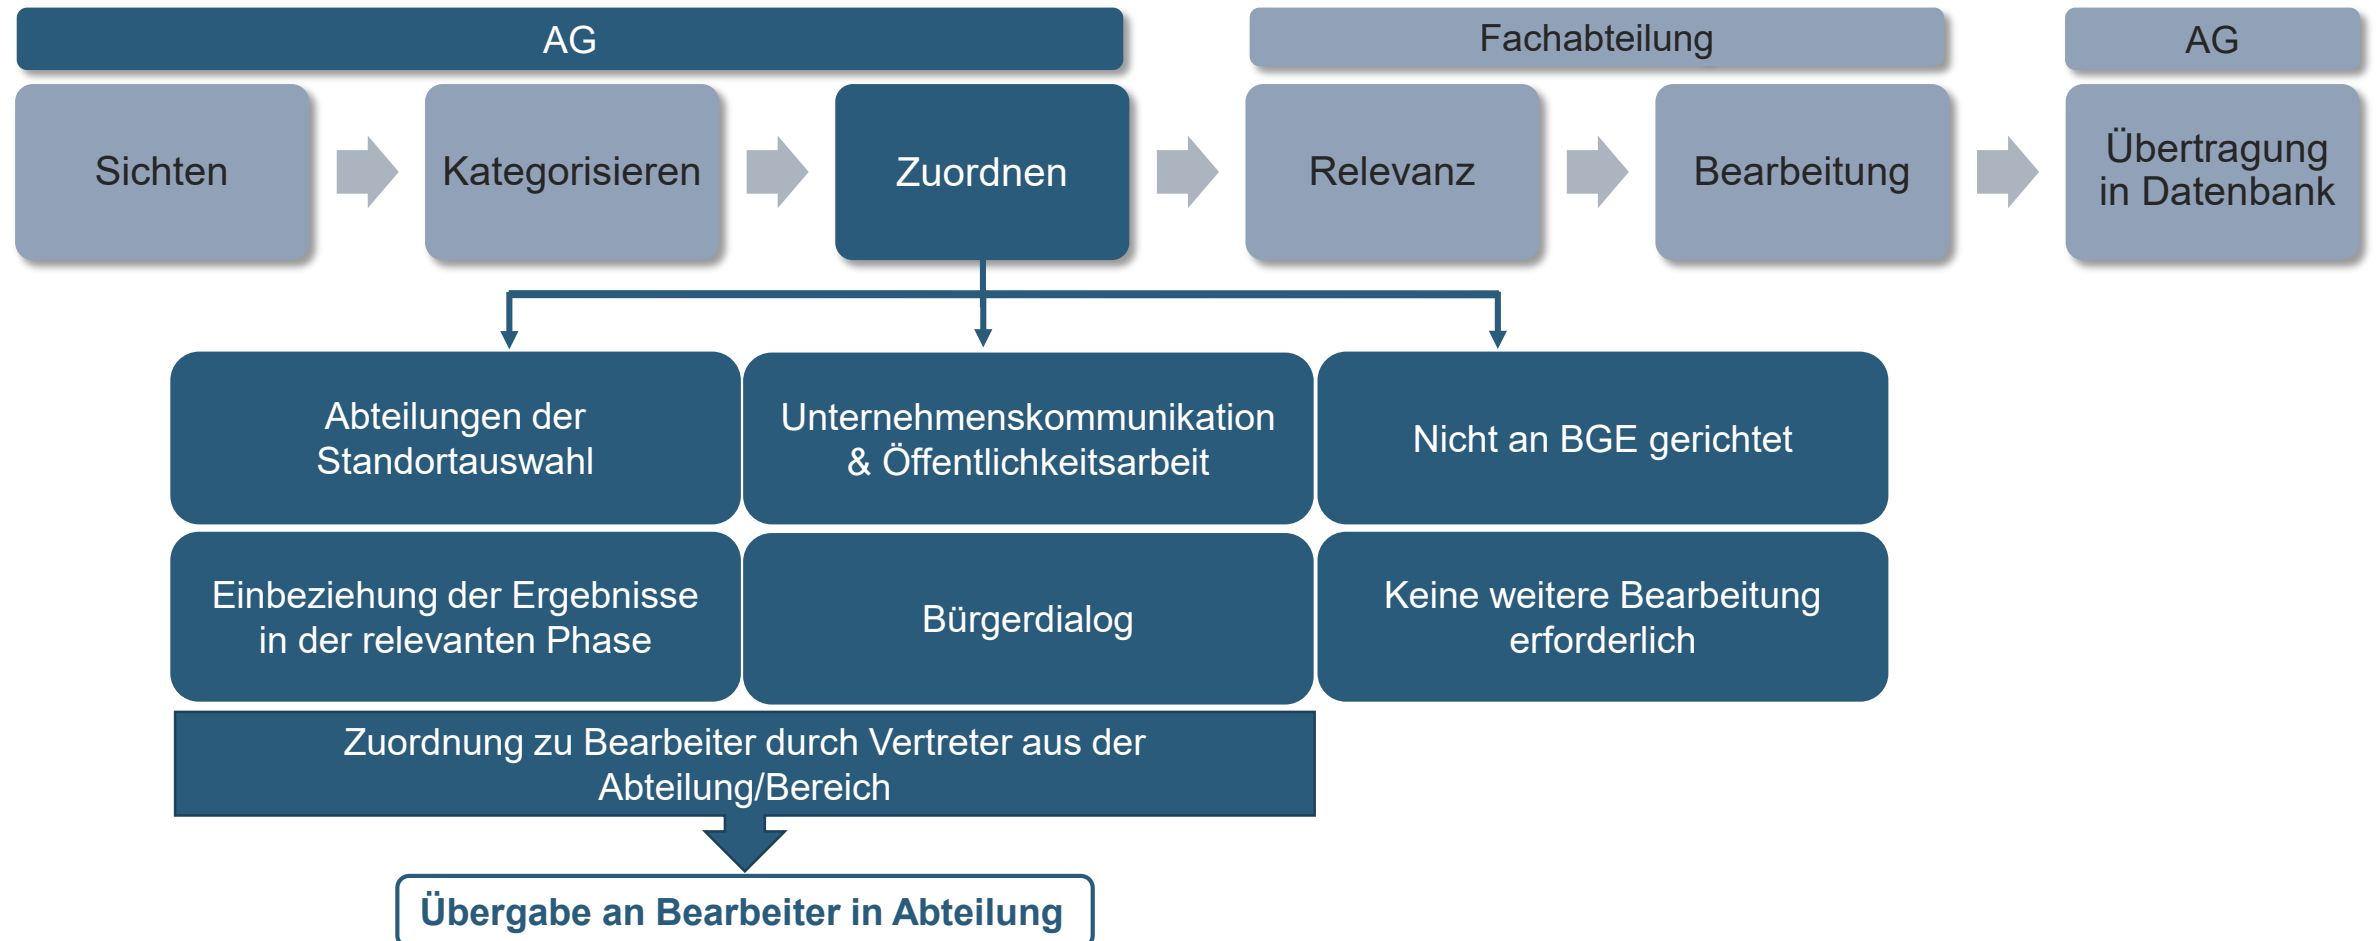 AG
Fachabteilung
AG
Sichten
Kategorisieren
Zuordnen
Relevanz
Bearbeitung
Übertragung
in Datenbank
Abteilungen der
Standortauswahl
Unternehmenskommunikation
& Öffentlichkeitsarbeit
Nicht an BGE gerichtet
Einbeziehung der Ergebnisse
in der relevanten Phase
Bürgerdialog
Keine weitere Bearbeitung
erforderlich
Zuordnung zu Bearbeiter durch Vertreter aus der
Abteilung/Bereich
Übergabe an Bearbeiter in Abteilung